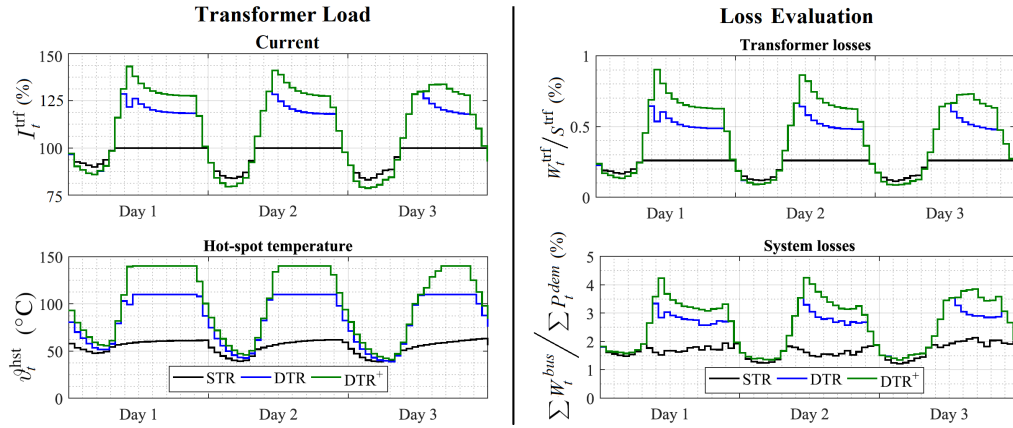 Transformer Load
Current
I_t^trf (%)
150
125
100
75
Day 1 Day 2 Day 3
Hot-spot temperature
ϑ_t^hst (°C)
150
100
50
0
STR DTR DTR⁺
Day 1 Day 2 Day 3
Loss Evaluation
Transformer losses
W_t^trf/S^trf (%)
1
0.5
0
Day 1 Day 2 Day 3
System losses
∑W_t^bus/∑P_t^dem (%)
5
4
3
2
1
0
STR DTR DTR⁺
Day 1 Day 2 Day 3